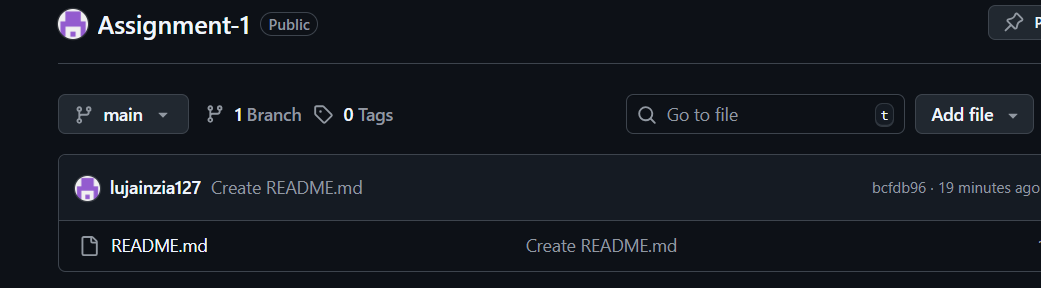 Assignment-1 Public
main 1 Branch 0 Tags Go to file t Add file
lujainzia127 Create README.md bcfdb96 · 19 minutes ago
README.md Create README.md